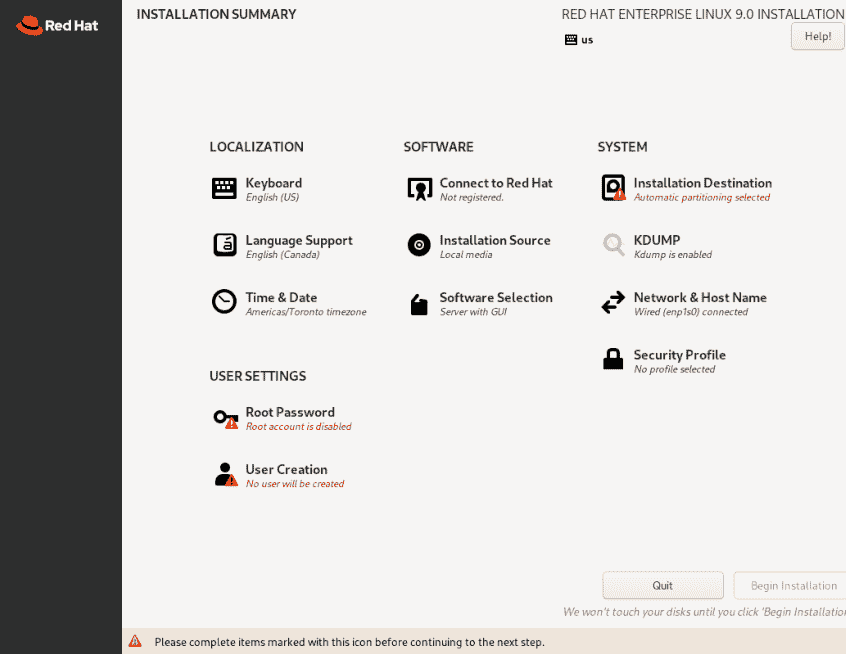 Red Hat
INSTALLATION SUMMARY
RED HAT ENTERPRISE LINUX 9.0 INSTALLATION
us
Help!
LOCALIZATION
Keyboard
English (US)
Language Support
English (Canada)
Time & Date
Americas/Toronto timezone
SOFTWARE
Connect to Red Hat
Not registered.
Installation Source
Local media
Software Selection
Server with GUI
SYSTEM
Installation Destination
Automatic partitioning selected
KDUMP
Kdump is enabled
Network & Host Name
Wired (enp1s0) connected
Security Profile
No profile selected
USER SETTINGS
Root Password
Root account is disabled
User Creation
No user will be created
Quit
Begin Installation
We won't touch your disks until you click 'Begin Installation
Please complete items marked with this icon before continuing to the next step.